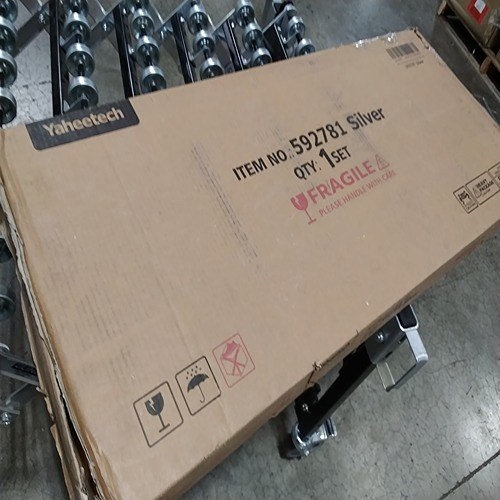 Yaheetech
ITEM NO.:592781 Silver
QTY: 1SET
FRAGILE
PLEASE HANDLE WITH CARE